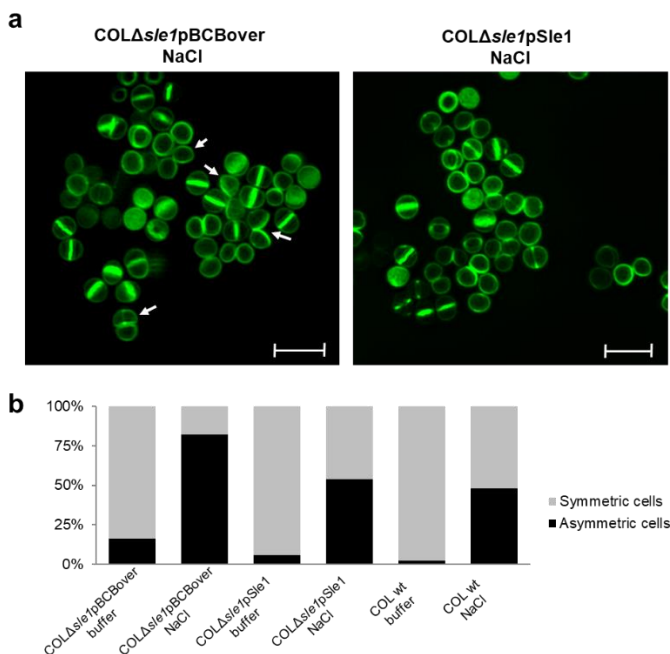 a
COLΔsle1pBCBover
NaCl
COLΔsle1pSle1
NaCl
b
100%
75%
50%
25%
0%
Symmetric cells
Asymmetric cells
COLΔsle1pBCBover
buffer
COLΔsle1pBCBover
NaCl
COLΔsle1pSle1
buffer
COLΔsle1pSle1
NaCl
COL wt
buffer
COL wt
NaCl